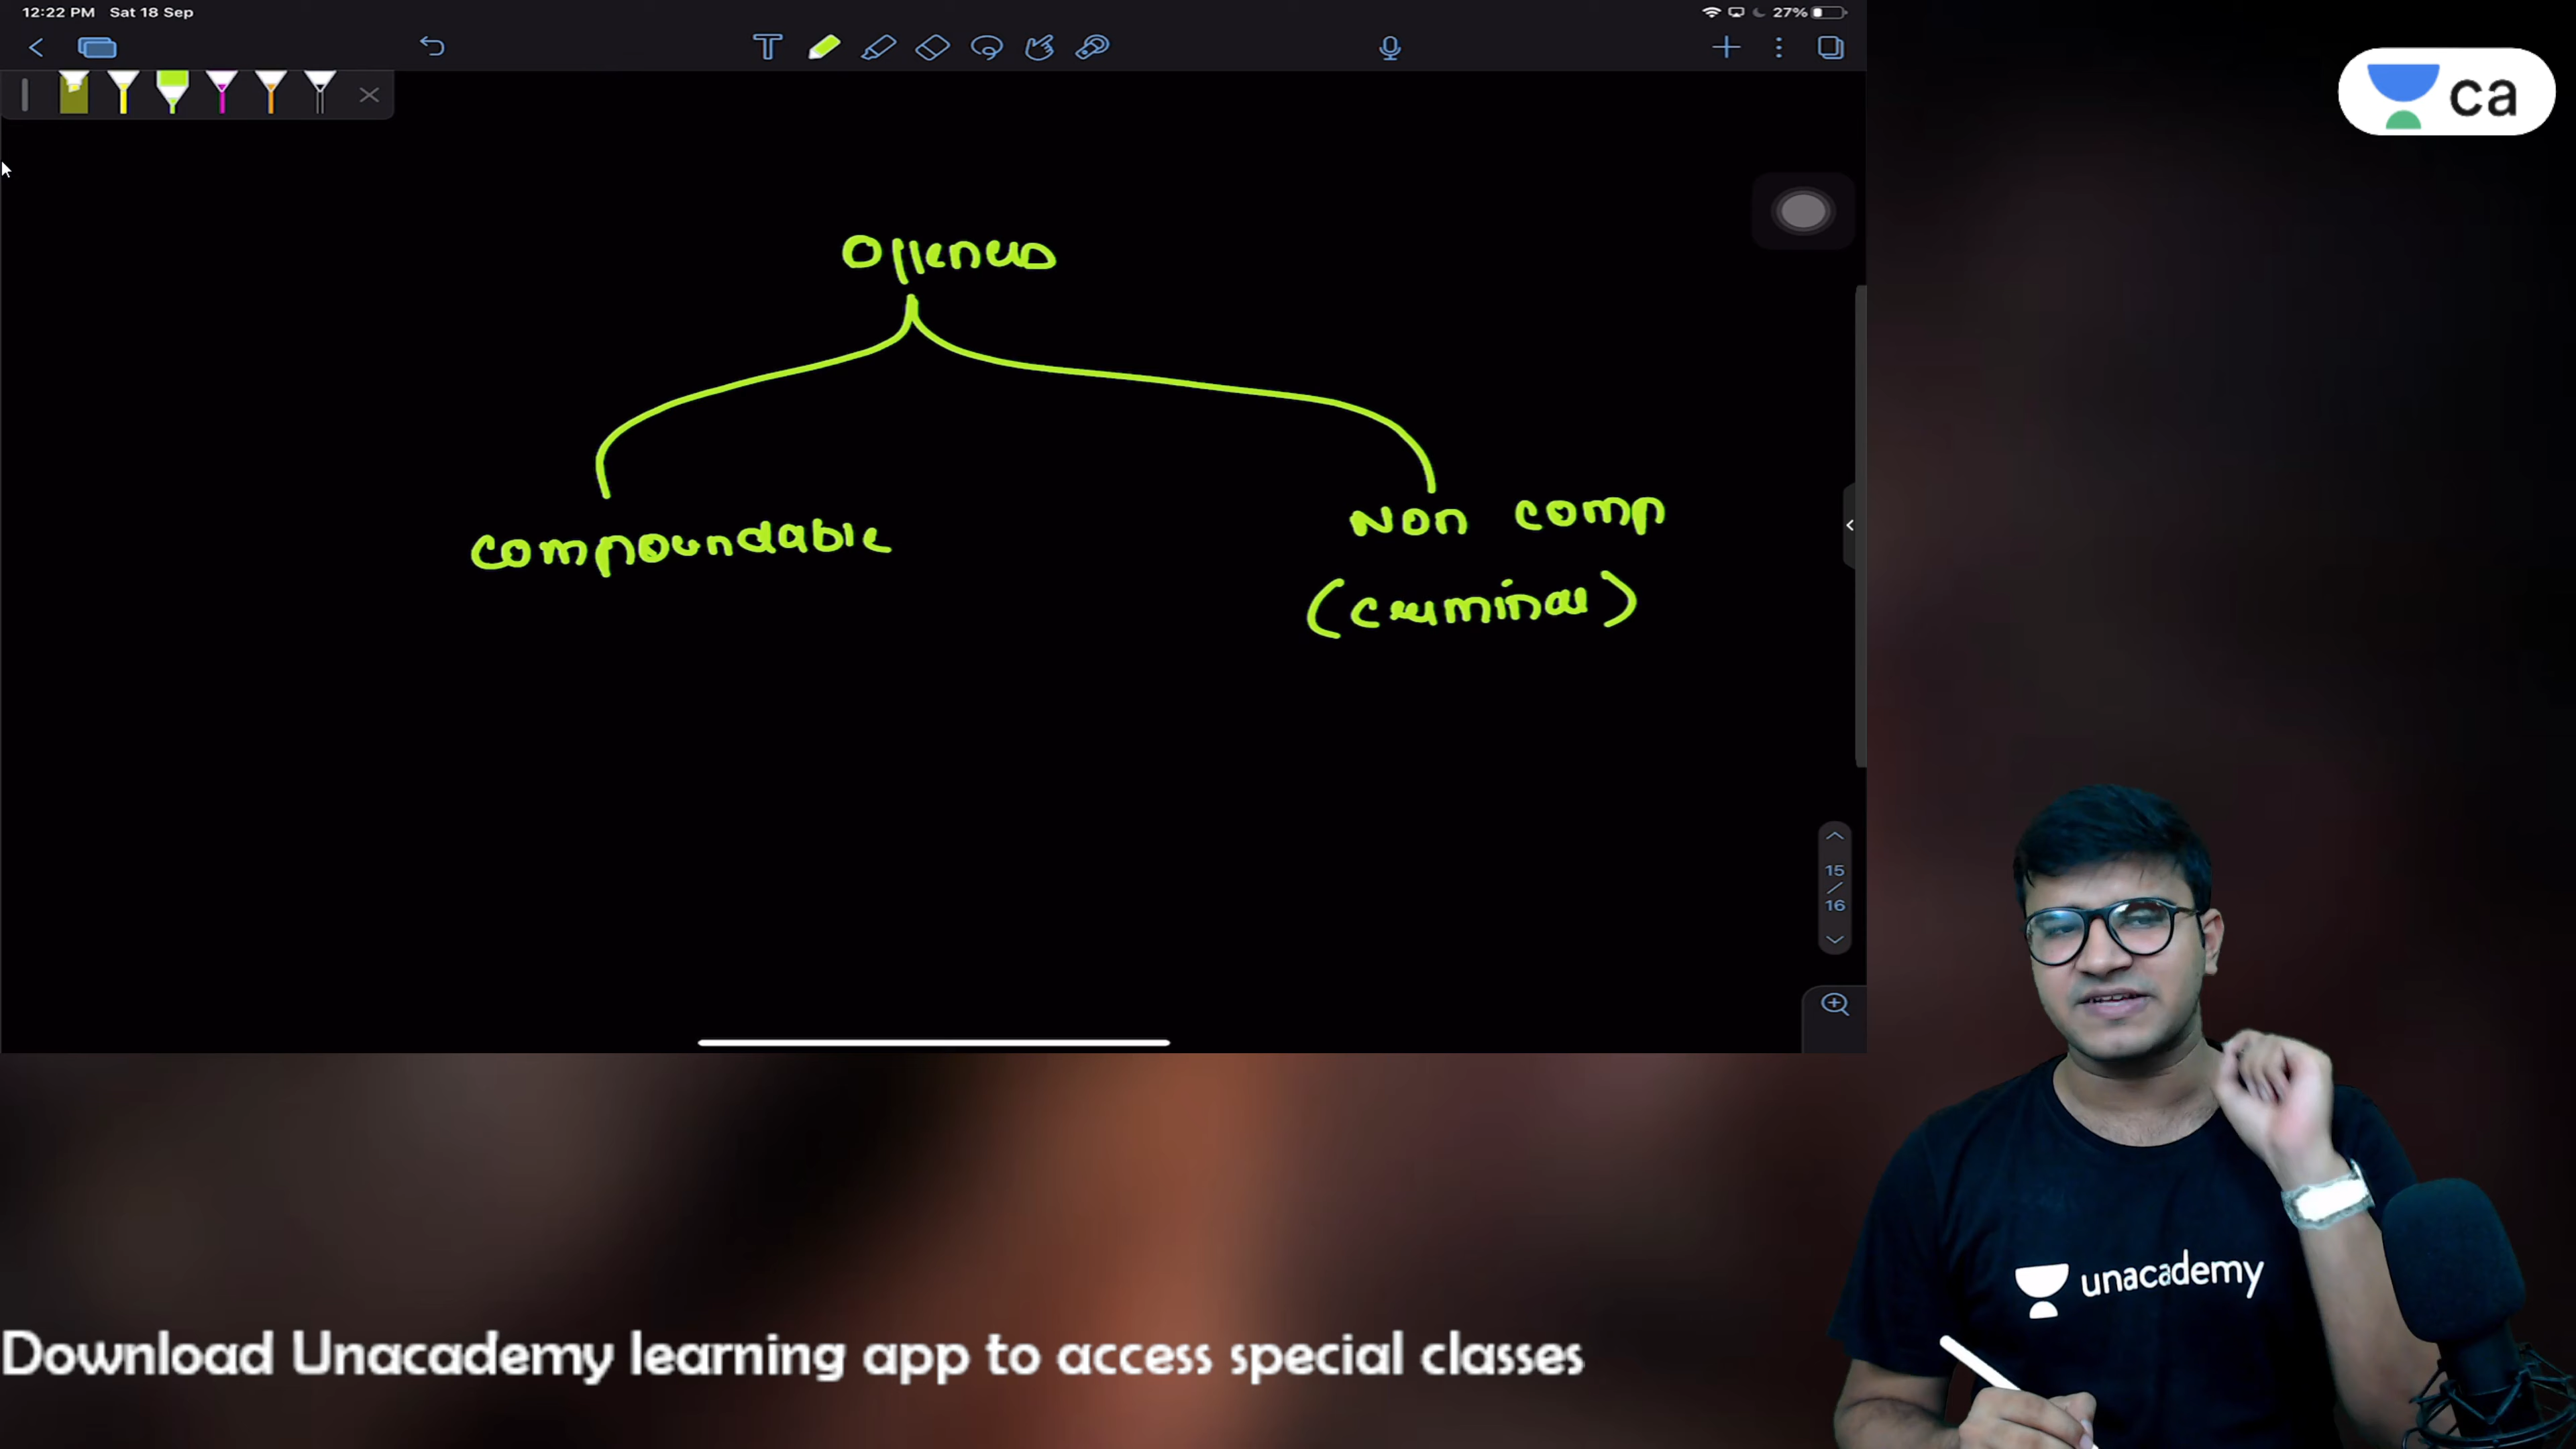 12:22 PM Sat 18 Sep
27%
ca
Offences
Compoundable
Non comp
(criminal)
15
/
16
unacademy
Download Unacademy learning app to access special classes